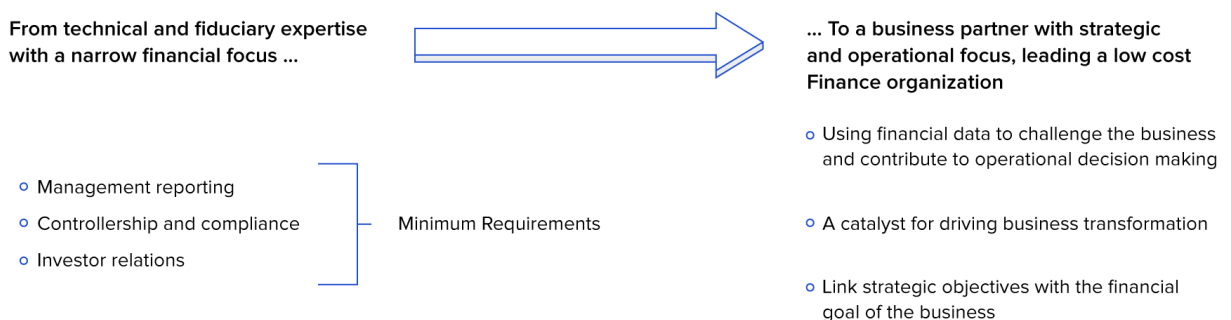 From technical and fiduciary expertise
with a narrow financial focus ...
... To a business partner with strategic
and operational focus, leading a low cost
Finance organization
Management reporting
Controllership and compliance
Investor relations
Minimum Requirements
Using financial data to challenge the business
and contribute to operational decision making
A catalyst for driving business transformation
Link strategic objectives with the financial
goal of the business